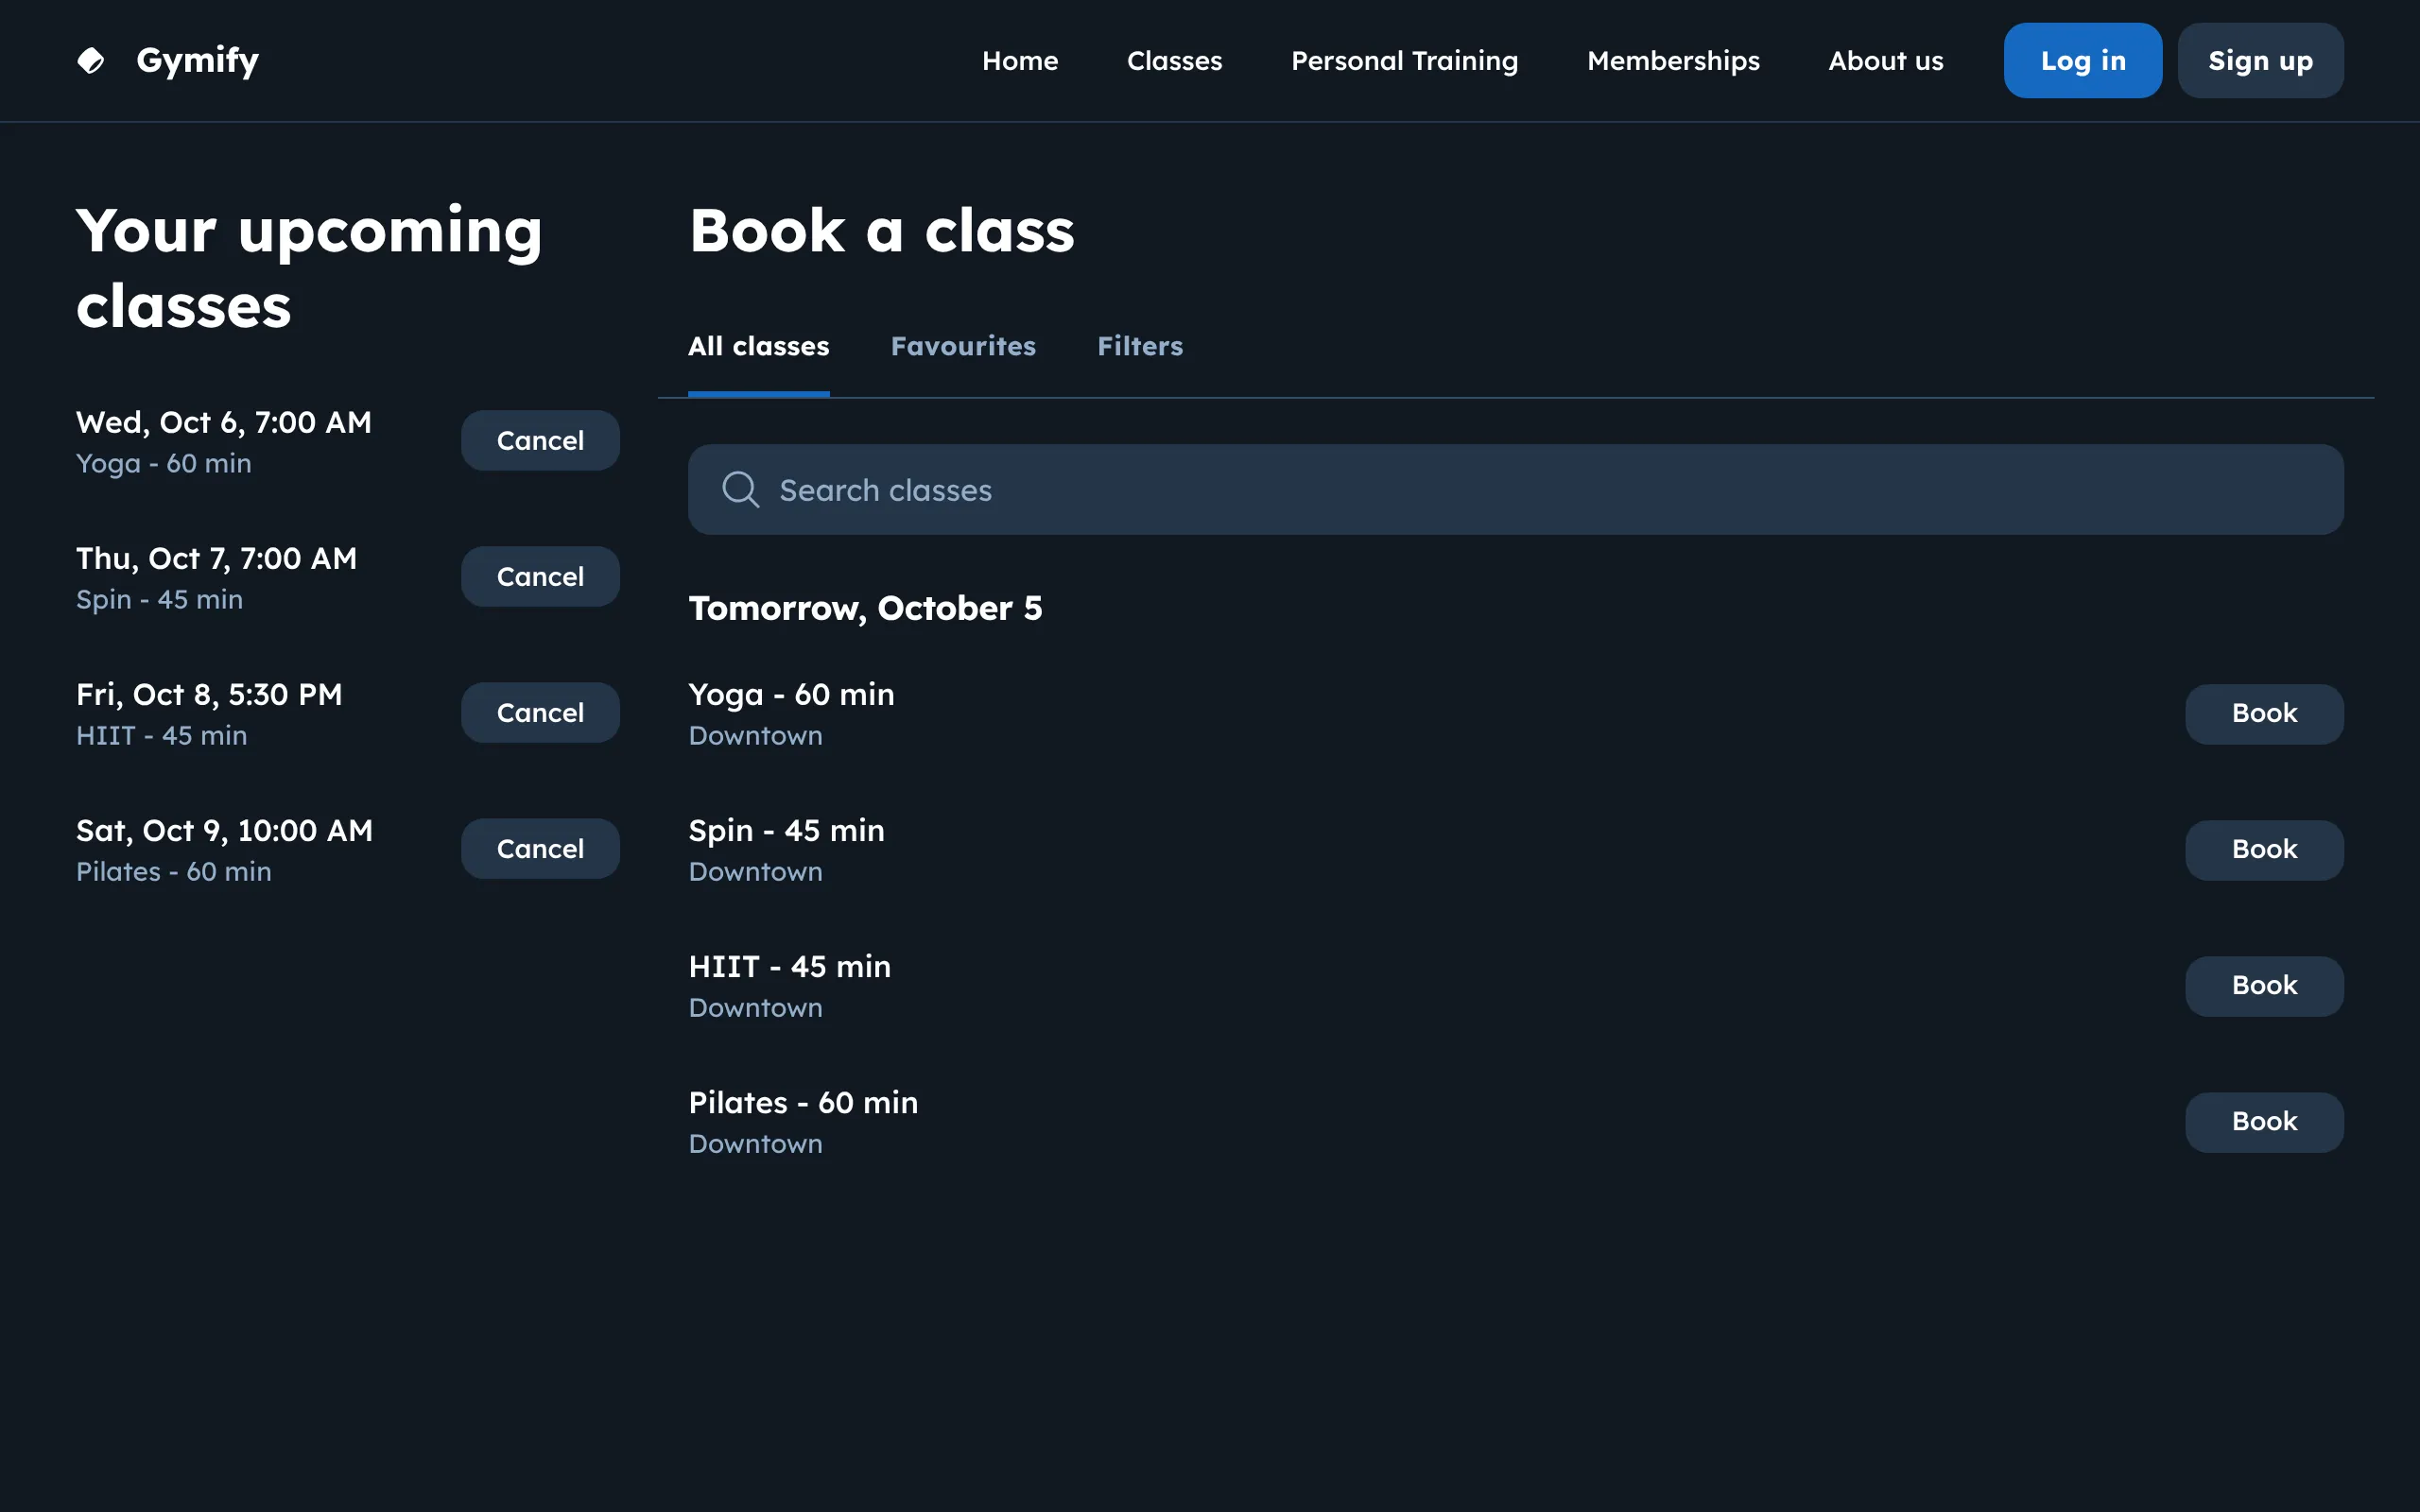 Gymify
Home
Classes
Personal Training
Memberships
About us
Log in
Sign up
Your upcoming
classes
Wed, Oct 6, 7:00 AM
Yoga - 60 min
Cancel
Thu, Oct 7, 7:00 AM
Spin - 45 min
Cancel
Fri, Oct 8, 5:30 PM
HIIT - 45 min
Cancel
Sat, Oct 9, 10:00 AM
Pilates - 60 min
Cancel
Book a class
All classes
Favourites
Filters
Search classes
Tomorrow, October 5
Yoga - 60 min
Downtown
Book
Spin - 45 min
Downtown
Book
HIIT - 45 min
Downtown
Book
Pilates - 60 min
Downtown
Book